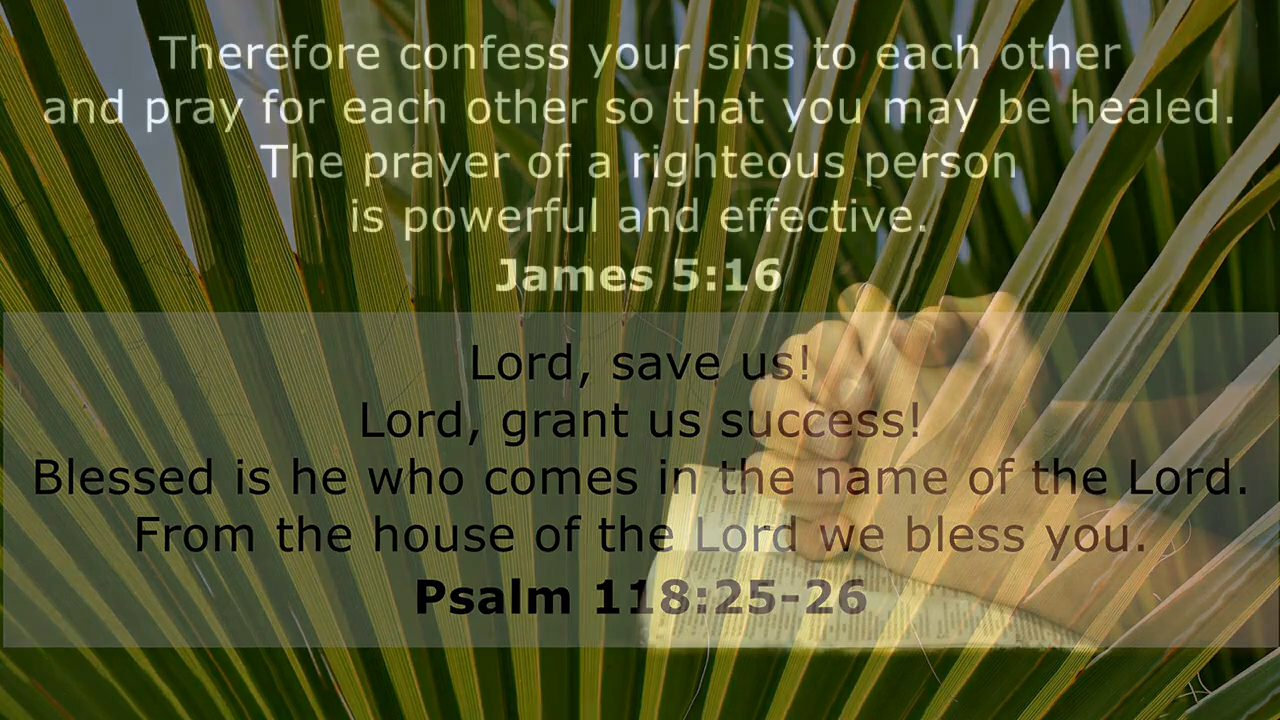 Therefore confess your sins to each other
and pray for each other so that you may be healed.
The prayer of a righteous person
is powerful and effective.
James 5:16
Lord, save us!
Lord, grant us success!
Blessed is he who comes in the name of the Lord.
From the house of the Lord we bless you.
Psalm 118:25-26